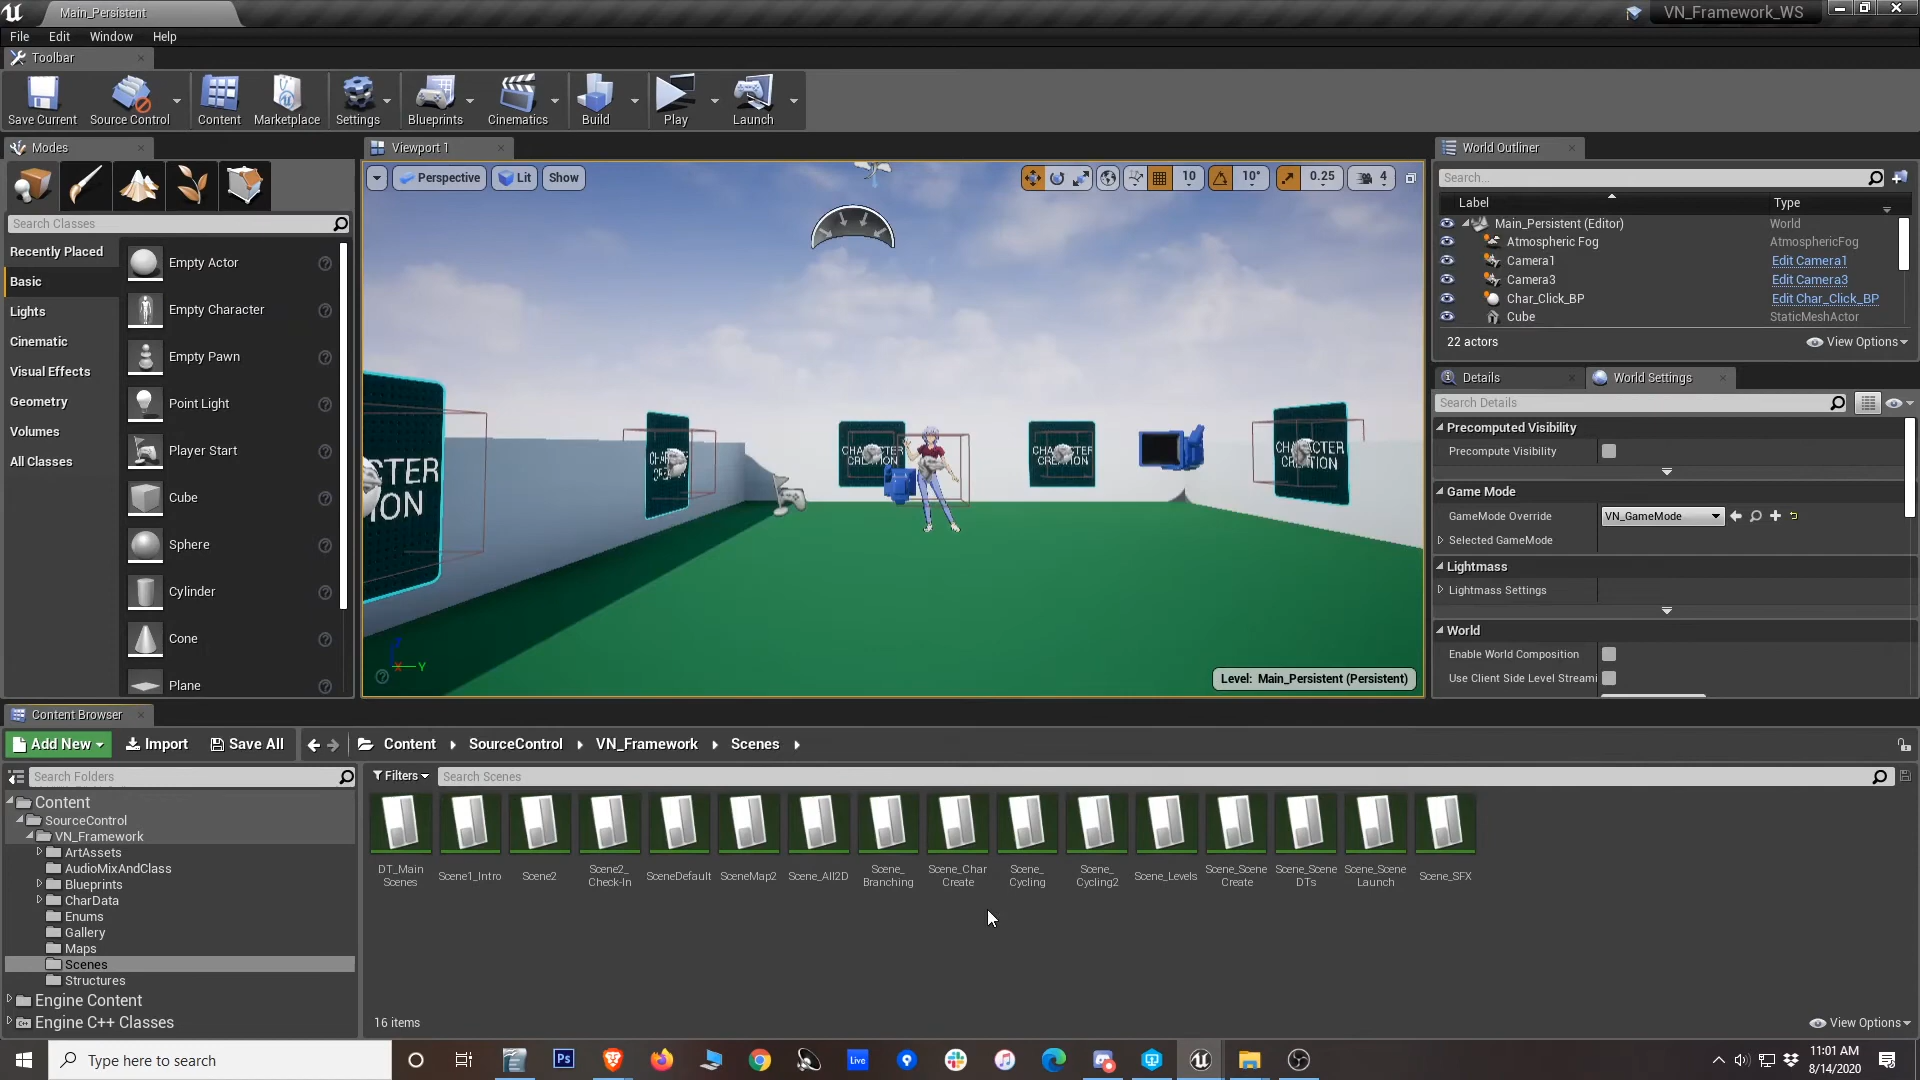 Main_Persistent
VN_Framework_WS
File Edit Window Help
Toolbar
Save Current Source Control Content Marketplace Settings Blueprints Cinematics Build Play Launch
Modes
Search Classes
Recently Placed
Basic
Lights
Cinematic
Visual Effects
Geometry
Volumes
All Classes
Empty Actor
Empty Character
Empty Pawn
Point Light
Player Start
Cube
Sphere
Cylinder
Cone
Plane
Viewport 1
Perspective Lit Show
10 10° 0.25 4
CHARACTER
CREATION
Y
Level: Main_Persistent (Persistent)
World Outliner
Search...
Label Type
Main_Persistent (Editor) World
Atmospheric Fog AtmosphericFog
Camera1 Edit Camera1
Camera3 Edit Camera3
Char_Click_BP Edit Char_Click_BP
Cube StaticMeshActor
22 actors View Options
Details World Settings
Search Details
Precomputed Visibility
Precompute Visibility
Game Mode
GameMode Override VN_GameMode
Selected GameMode
Lightmass
Lightmass Settings
World
Enable World Composition
Use Client Side Level Streami
Content Browser
Add New Import Save All Content SourceControl VN_Framework Scenes
Search Folders
Filters Search Scenes
Content
SourceControl
VN_Framework
ArtAssets
AudioMixAndClass
Blueprints
CharData
Enums
Gallery
Maps
Scenes
Structures
Engine Content
Engine C++ Classes
DT_Main
Scenes
Scene1_Intro
Scene2
Scene2_
Check-In
SceneDefault
SceneMap2
Scene_All2D
Scene_
Branching
Scene_Char
Create
Scene_
Cycling
Scene_
Cycling2
Scene_Levels
Scene_Scene
Create
Scene_Scene
DTs
Scene_Scene
Launch
Scene_SFX
16 items View Options
Type here to search
Ps
Live
11:01 AM
8/14/2020